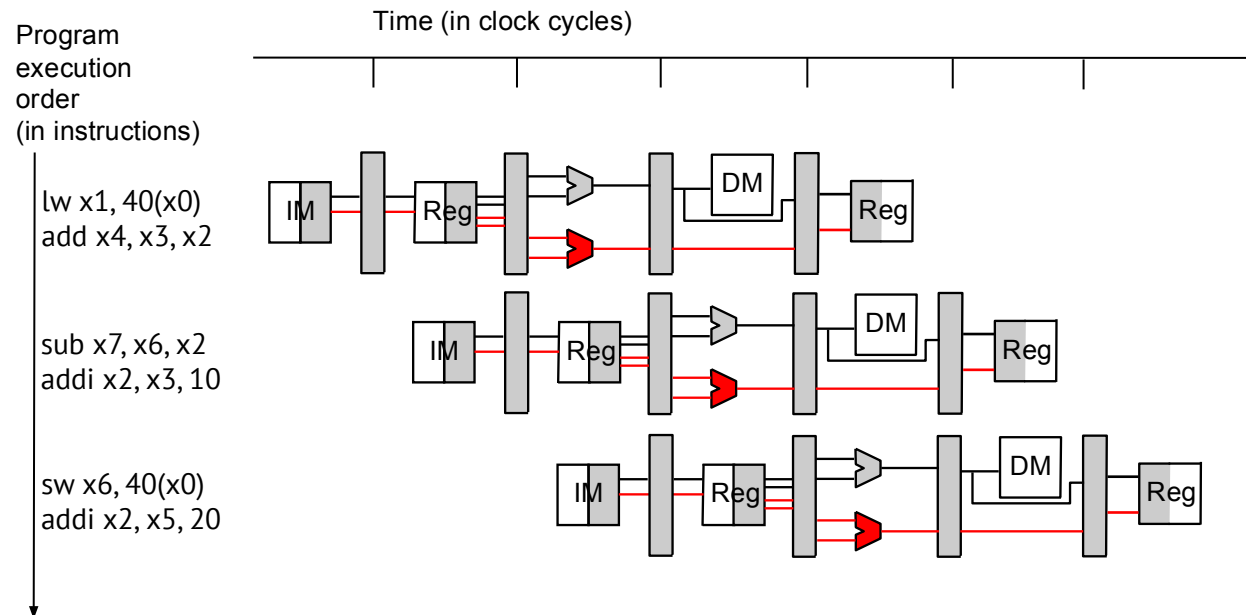 Time (in clock cycles)
Program
execution
order
(in instructions)
lw x1, 40(x0)
add x4, x3, x2
IM
Reg
DM
Reg
sub x7, x6, x2
addi x2, x3, 10
IM
Reg
DM
Reg
sw x6, 40(x0)
addi x2, x5, 20
IM
Reg
DM
Reg